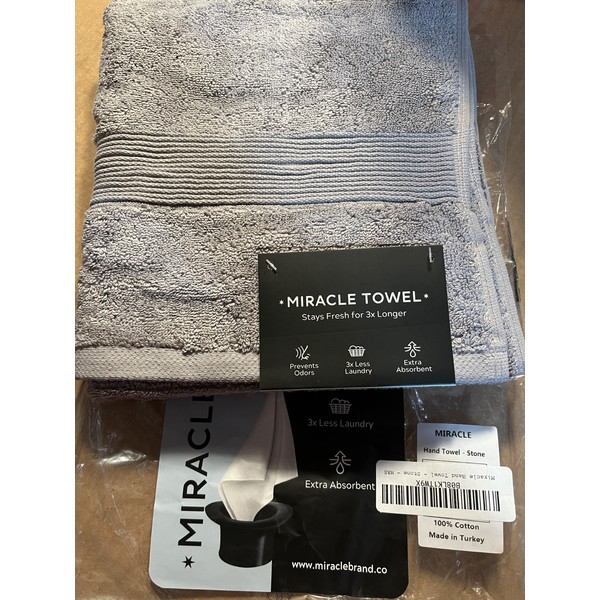 *MIRACLE TOWEL*
Stays Fresh for 3x Longer
Prevents
Odors
3x Less
Laundry
Extra
Absorbent
* MIRACLE
3x Less Laundry
Extra Absorbent
www.miraclebrand.co
MIRACLE
Hand Towel - Stone
Miracle Hand Towel - Stone -
B08LK1TW9X
100% Cotton
Made in Turkey